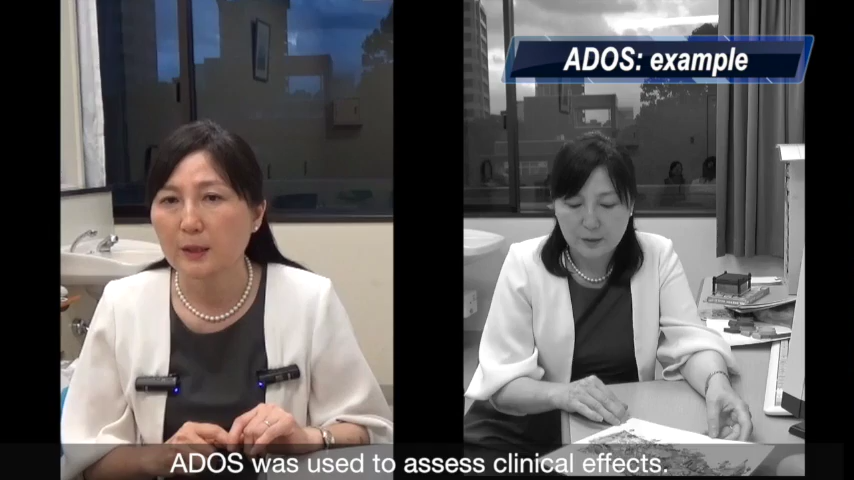 ADOS: example
ADOS was used to assess clinical effects.